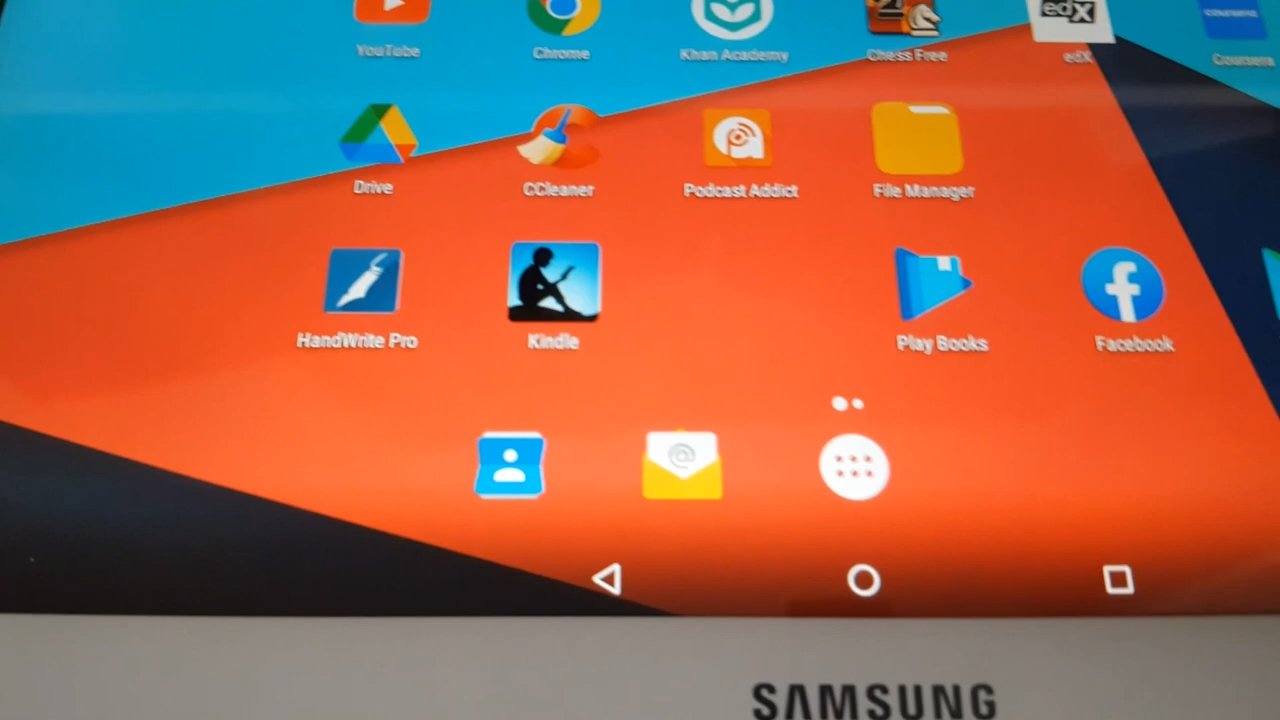 edX
coursera
YouTube
Chrome
Khan Academy
Chess Free
edX
Coursera
Drive
CCleaner
Podcast Addict
File Manager
HandWrite Pro
Kindle
Play Books
Facebook
@
SAMSUNG